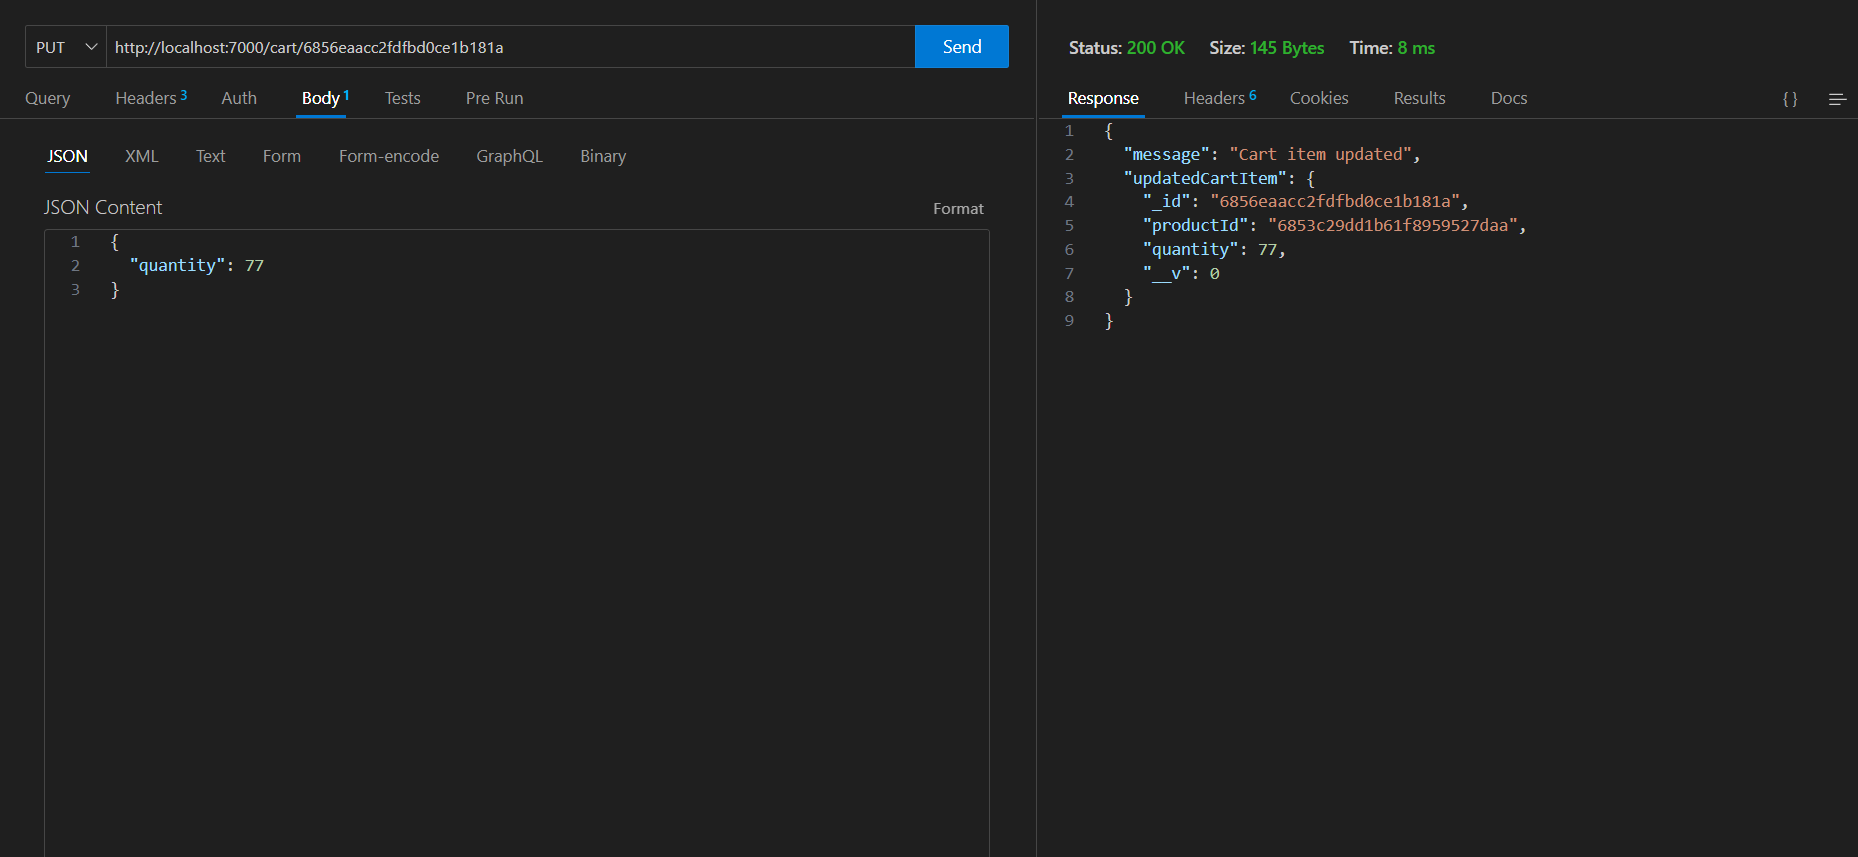 PUT http://localhost:7000/cart/6856eaacc2fdfbd0ce1b181a Send
Query Headers 3 Auth Body 1 Tests Pre Run
JSON XML Text Form Form-encode GraphQL Binary
JSON Content Format
1 {
2 "quantity": 77
3 }
Status: 200 OK Size: 145 Bytes Time: 8 ms
Response Headers 6 Cookies Results Docs { }
1 {
2 "message": "Cart item updated",
3 "updatedCartItem": {
4 "_id": "6856eaacc2fdfbd0ce1b181a",
5 "productId": "6853c29dd1b61f8959527daa",
6 "quantity": 77,
7 "__v": 0
8 }
9 }